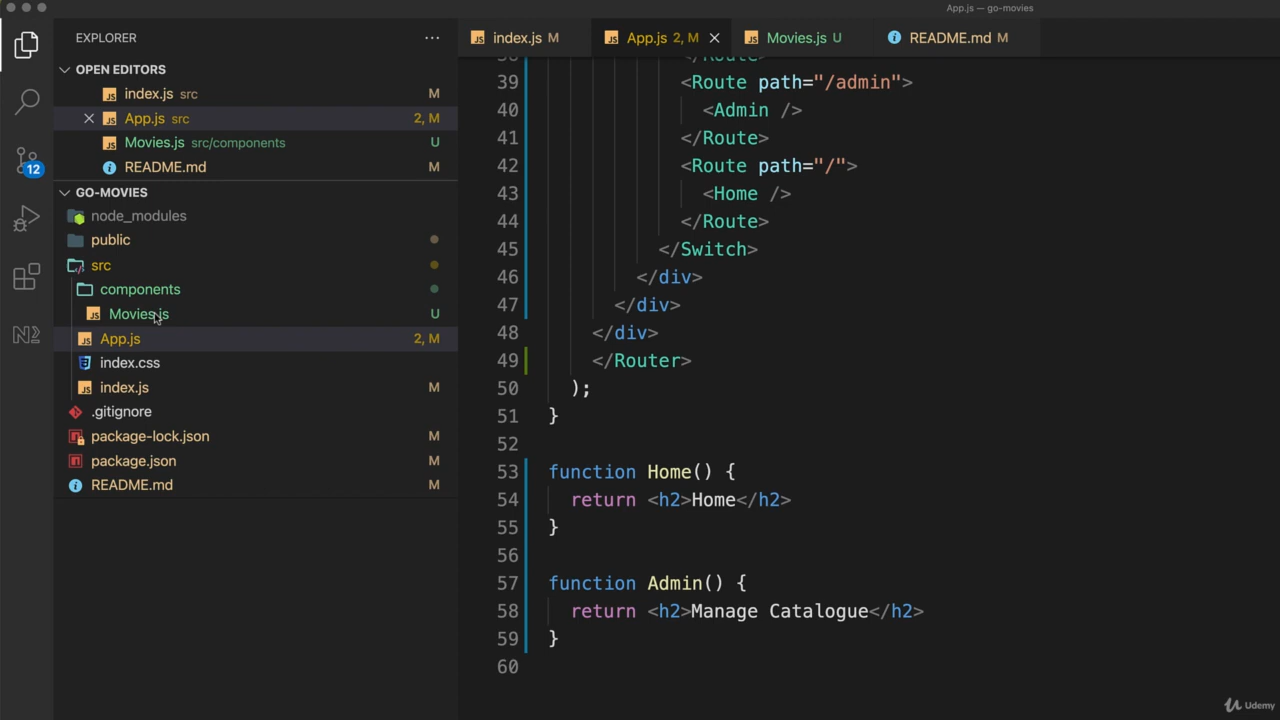 App.js — go-movies
EXPLORER
OPEN EDITORS
index.js src M
App.js src 2, M
Movies.js src/components U
README.md M
GO-MOVIES
node_modules
public
src
components
Movies.js U
App.js 2, M
index.css
index.js M
.gitignore
package-lock.json M
package.json M
README.md M
12
index.js M
App.js 2, M
Movies.js U
README.md M
38 </Route>
39 <Route path="/admin">
40 <Admin />
41 </Route>
42 <Route path="/">
43 <Home />
44 </Route>
45 </Switch>
46 </div>
47 </div>
48 </div>
49 </Router>
50 );
51 }
52
53 function Home() {
54 return <h2>Home</h2>
55 }
56
57 function Admin() {
58 return <h2>Manage Catalogue</h2>
59 }
60
Udemy